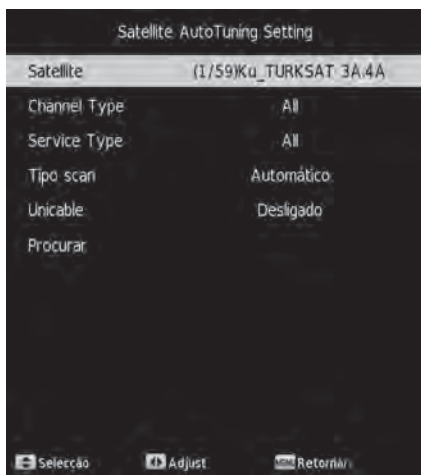 Satellite AutoTuning Setting
Satellite (1/59)Ku_TURKSAT 3A.4A
Channel Type All
Service Type All
Tipo scan Automático
Unicable Desligado
Procurar
Selecção Adjust MENU Retornar